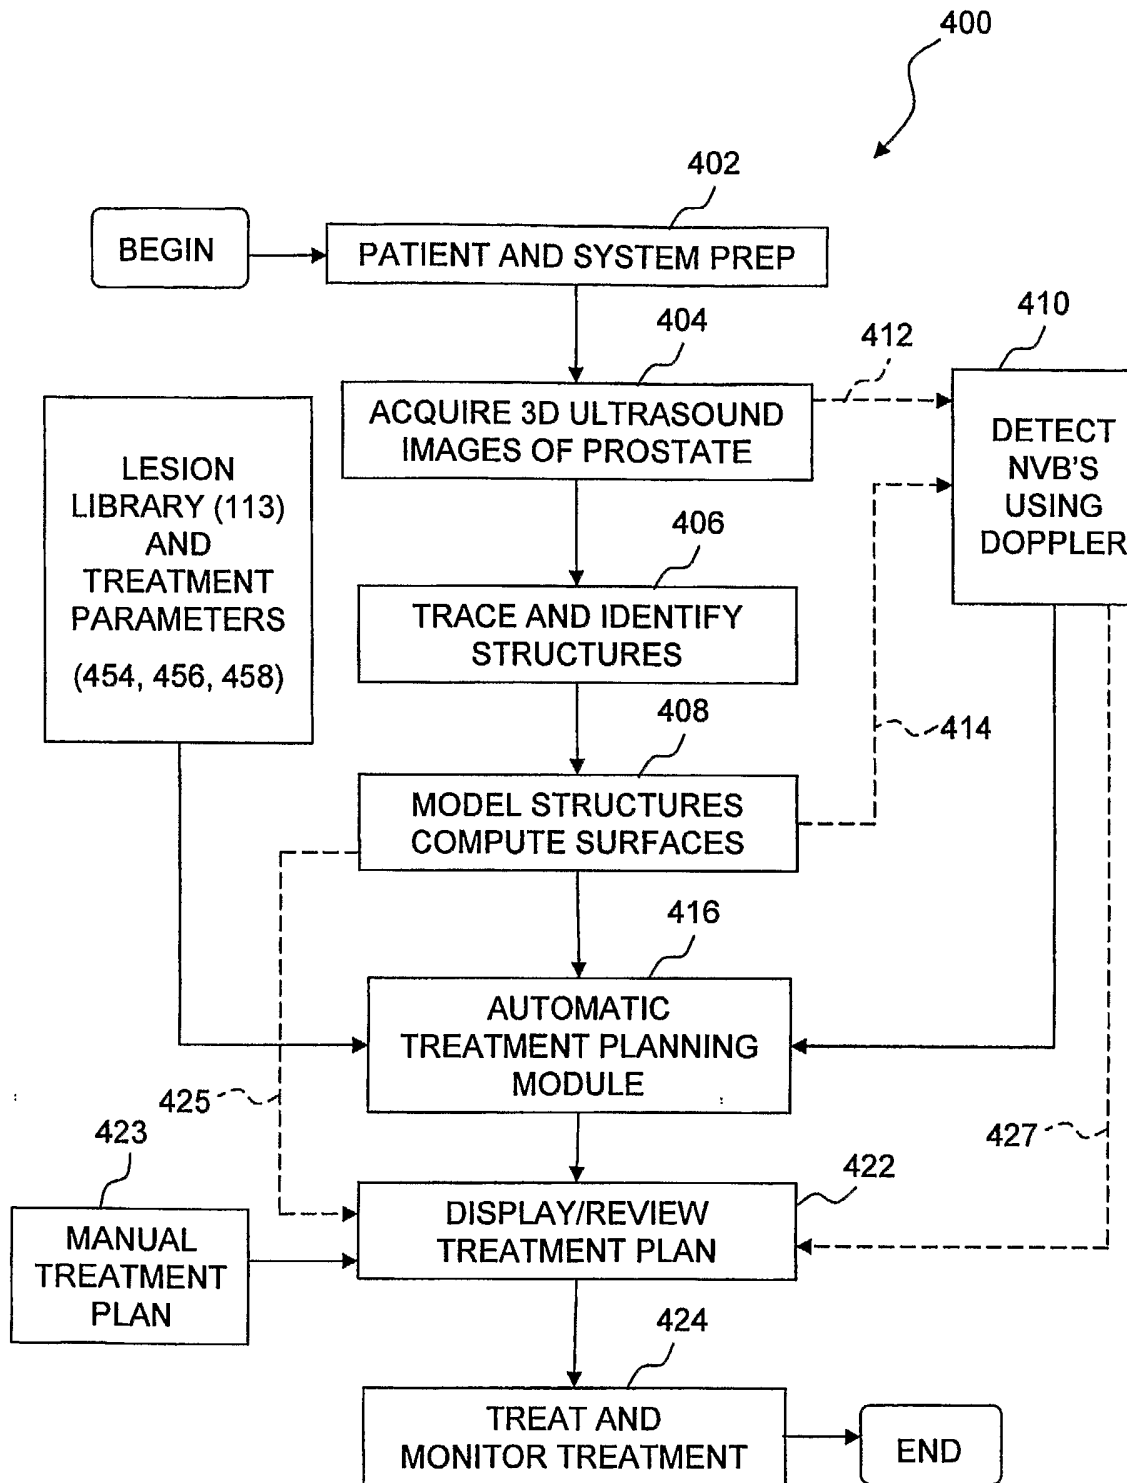 400
402
BEGIN
PATIENT AND SYSTEM PREP
404
412
410
ACQUIRE 3D ULTRASOUND
IMAGES OF PROSTATE
DETECT
NVB'S
USING
DOPPLER
LESION
LIBRARY (113)
AND
TREATMENT
PARAMETERS
(454, 456, 458)
406
TRACE AND IDENTIFY
STRUCTURES
408
414
MODEL STRUCTURES
COMPUTE SURFACES
416
AUTOMATIC
TREATMENT PLANNING
MODULE
425
427
423
422
MANUAL
TREATMENT
PLAN
DISPLAY/REVIEW
TREATMENT PLAN
424
TREAT AND
MONITOR TREATMENT
END